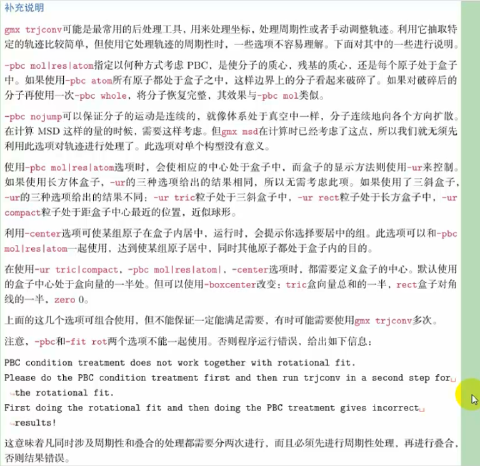 补充说明
gmx trjconv可能是最常用的后处理工具，用来处理坐标，处理周期性或者手动调整轨迹。利用它抽取特
定的轨迹比较简单，但使用它处理轨迹的周期性时，一些选项不容易理解。下面对其中的一些进行说明。
-pbc mol|res|atom指定以何种方式考虑 PBC，是使分子的质心，残基的质心，还是每个原子处于盒子
中。如果使用-pbc atom所有原子都处于盒子之中，这样边界上的分子看起来破碎了。如果对破碎后的
分子再使用一次-pbc whole，将分子恢复完整，其效果与-pbc mol类似。
-pbc nojump可以保证分子的运动是连续的，就像体系处于真空中一样，分子连续地向各个方向扩散。
在计算 MSD 这样的量的时候，需要这样考虑。但gmx msd在计算时已经考虑了这点，所以我们就无须先
利用此选项对轨迹进行处理了。此选项对单个构型没有意义。
使用-pbc mol|res|atom选项时，会使相应的中心处于盒子中，而盒子的显示方法则使用-ur来控制。
如果使用长方体盒子，-ur的三种选项给出的结果相同，所以无需考虑此项。如果使用了三斜盒子，
-ur的三种选项给出的结果不同：-ur tric粒子处于三斜盒子中，-ur rect粒子处于长方盒子中，-ur
compact粒子处于距盒子中心最近的位置，近似球形。
利用-center选项可使某组原子在盒子内居中，运行时，会提示你选择要居中的组。此选项可以和-pbc
mol|res|atom一起使用，达到使某组原子居中，同时其他原子都处于盒子内的目的。
在使用-ur tric|compact，-pbc mol|res|atom|，-center选项时，都需要定义盒子的中心。默认使用
的盒子中心处于盒向量的一半处。但可以使用-boxcenter改变：tric盒向量总和的一半，rect盒子对角
线的一半，zero 0。
上面的这几个选项可组合使用，但不能保证一定能满足需要，有时可能需要使用gmx trjconv多次。
注意，-pbc和-fit rot两个选项不能一起使用。否则程序运行错误，给出如下信息：
PBC condition treatment does not work together with rotational fit.
Please do the PBC condition treatment first and then run trjconv in a second step for
the rotational fit.
First doing the rotational fit and then doing the PBC treatment gives incorrect
results!
这意味着凡同时涉及周期性和叠合的处理都需要分两次进行，而且必须先进行周期性处理，再进行叠合，
否则结果错误。